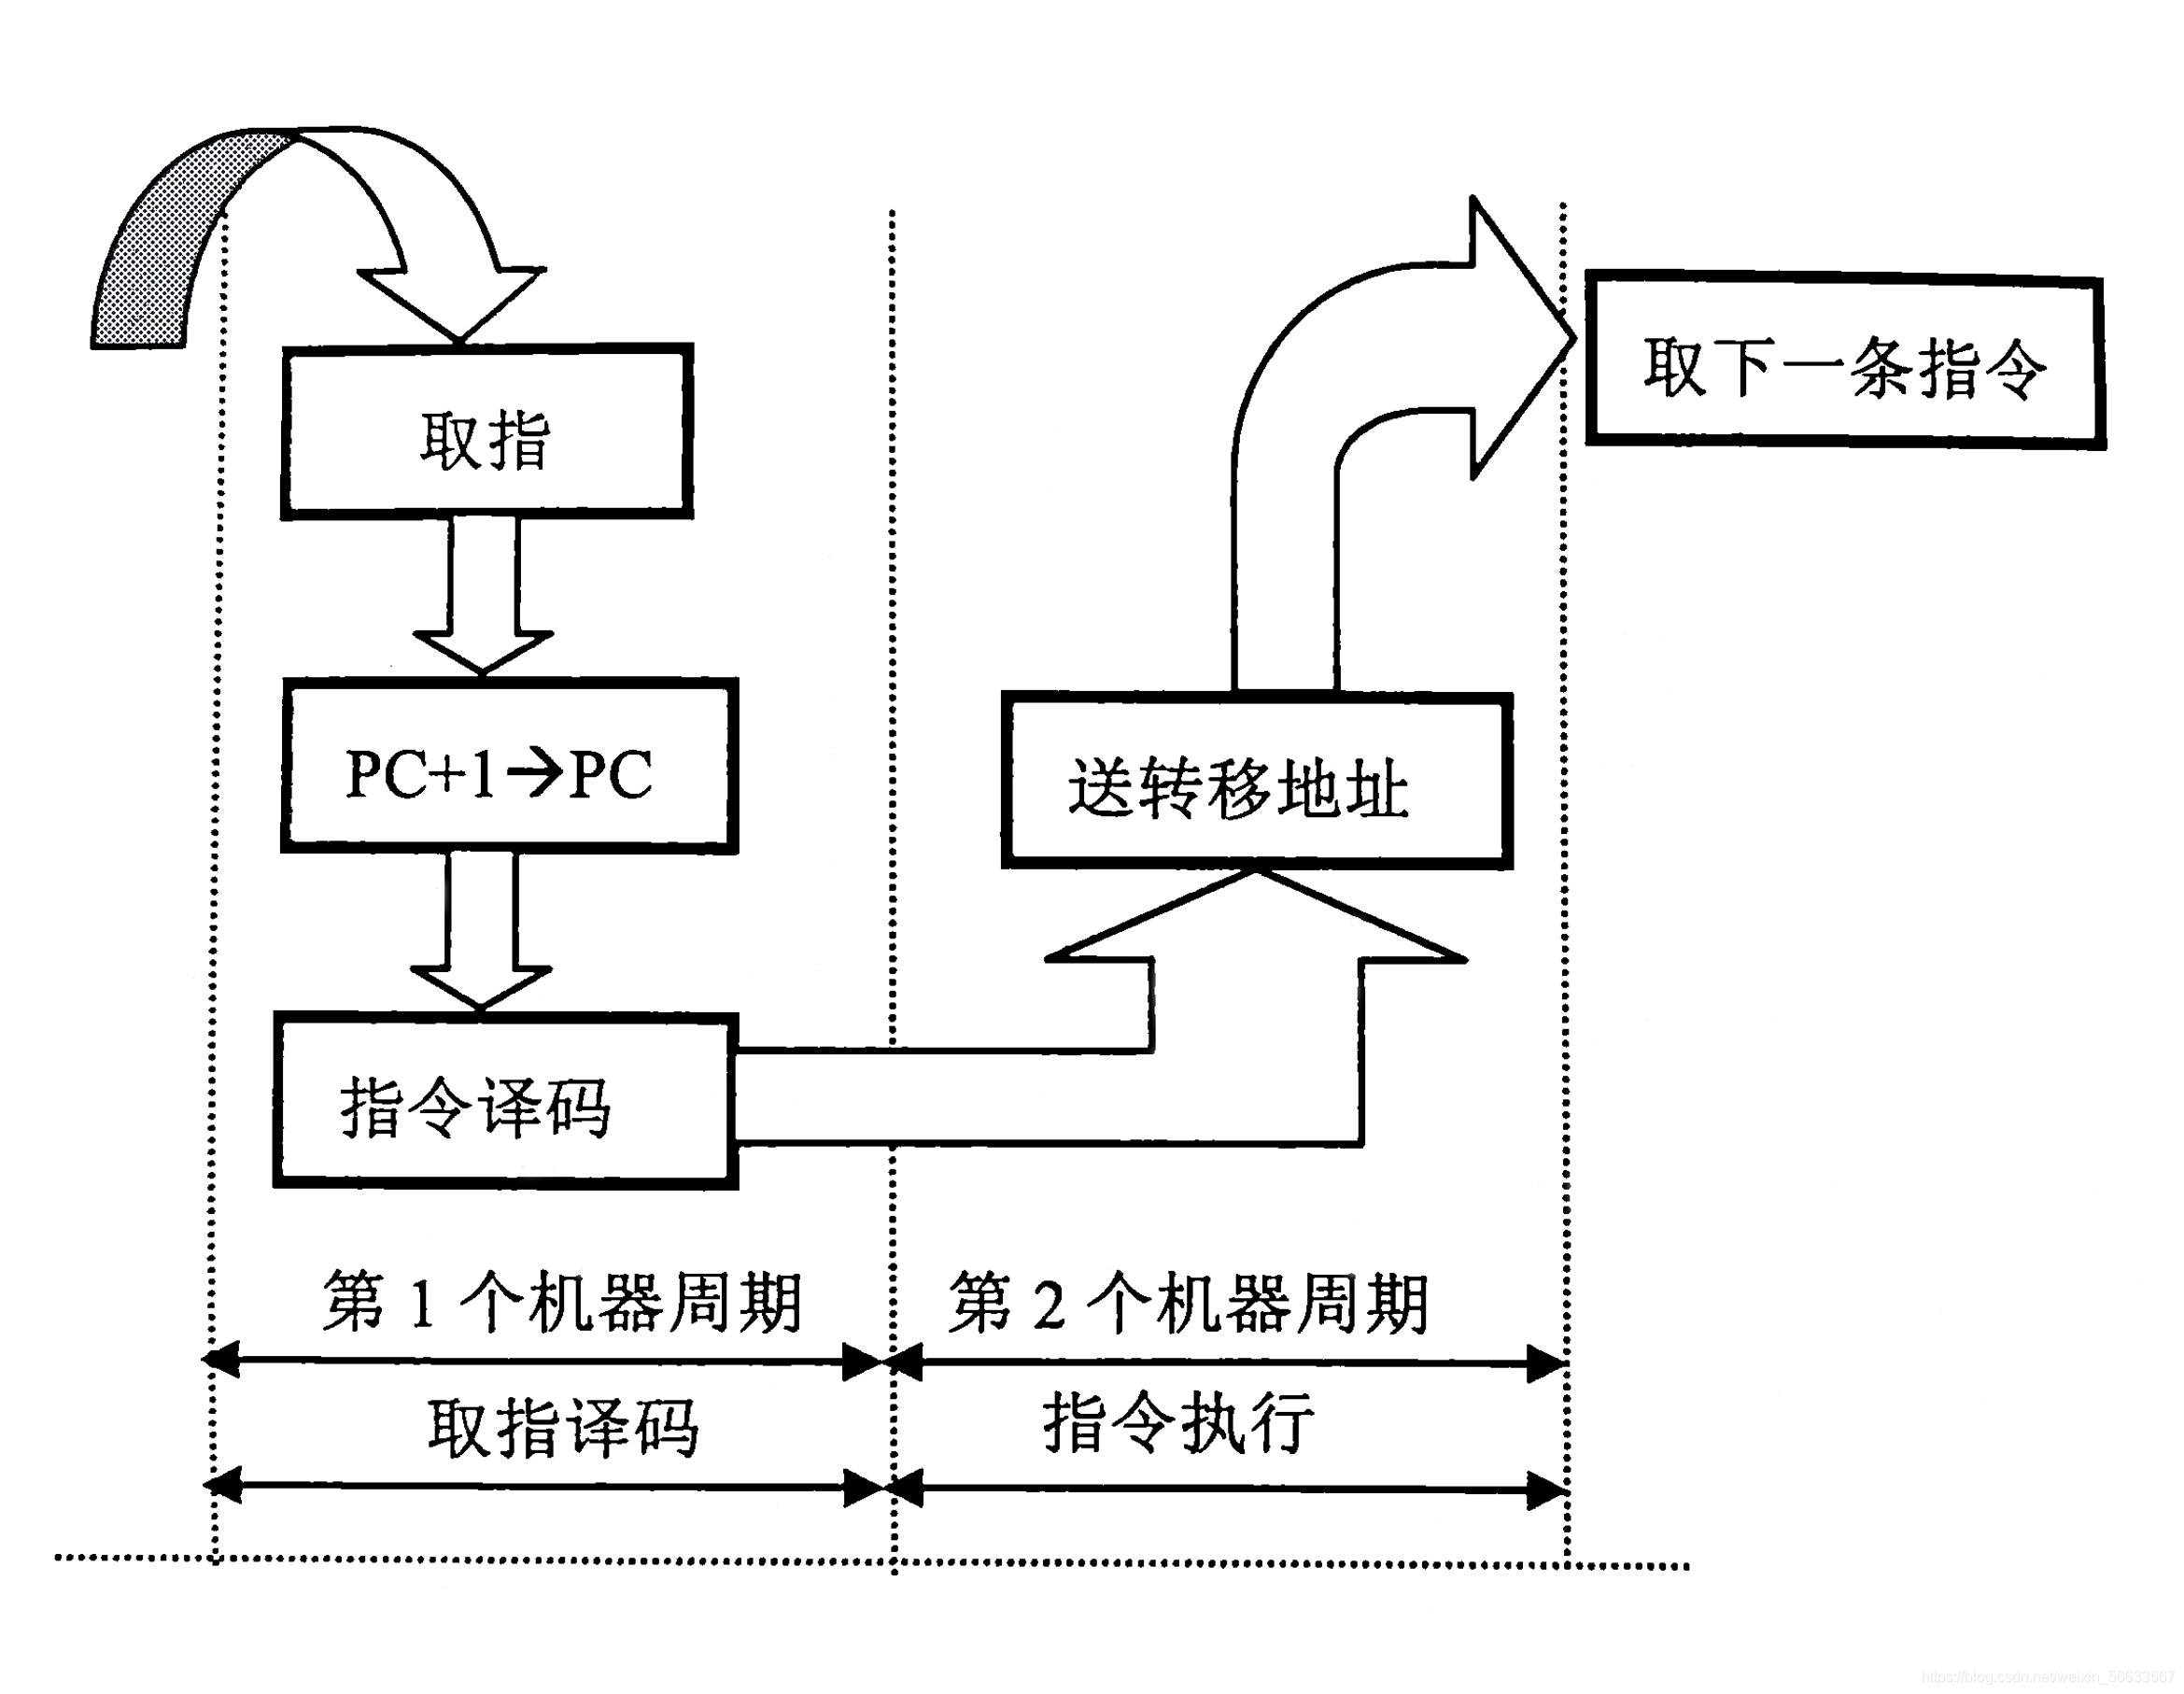 取指
PC+1→PC
指令译码
送转移地址
取下一条指令
第 1 个机器周期
第 2 个机器周期
取指译码
指令执行
https://blog.csdn.net/weixin_56633567